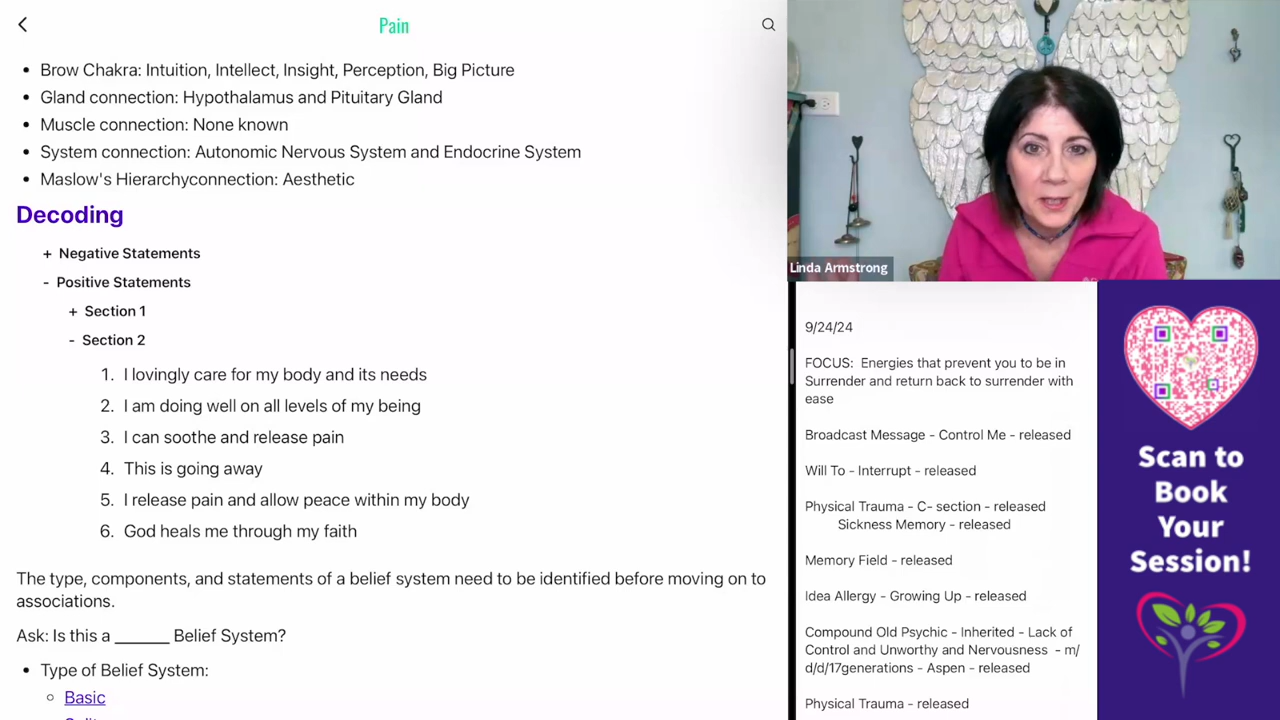 Pain
• Brow Chakra: Intuition, Intellect, Insight, Perception, Big Picture
• Gland connection: Hypothalamus and Pituitary Gland
• Muscle connection: None known
• System connection: Autonomic Nervous System and Endocrine System
• Maslow's Hierarchyconnection: Aesthetic
Decoding
+ Negative Statements
- Positive Statements
+ Section 1
- Section 2
1. I lovingly care for my body and its needs
2. I am doing well on all levels of my being
3. I can soothe and release pain
4. This is going away
5. I release pain and allow peace within my body
6. God heals me through my faith
The type, components, and statements of a belief system need to be identified before moving on to
associations.
Ask: Is this a ______ Belief System?
• Type of Belief System:
○ Basic
Linda Armstrong
9/24/24
FOCUS: Energies that prevent you to be in
Surrender and return back to surrender with
ease
Broadcast Message - Control Me - released
Will To - Interrupt - released
Physical Trauma - C- section - released
Sickness Memory - released
Memory Field - released
Idea Allergy - Growing Up - released
Compound Old Psychic - Inherited - Lack of
Control and Unworthy and Nervousness - m/
d/d/17generations - Aspen - released
Physical Trauma - released
Scan to
Book
Your
Session!